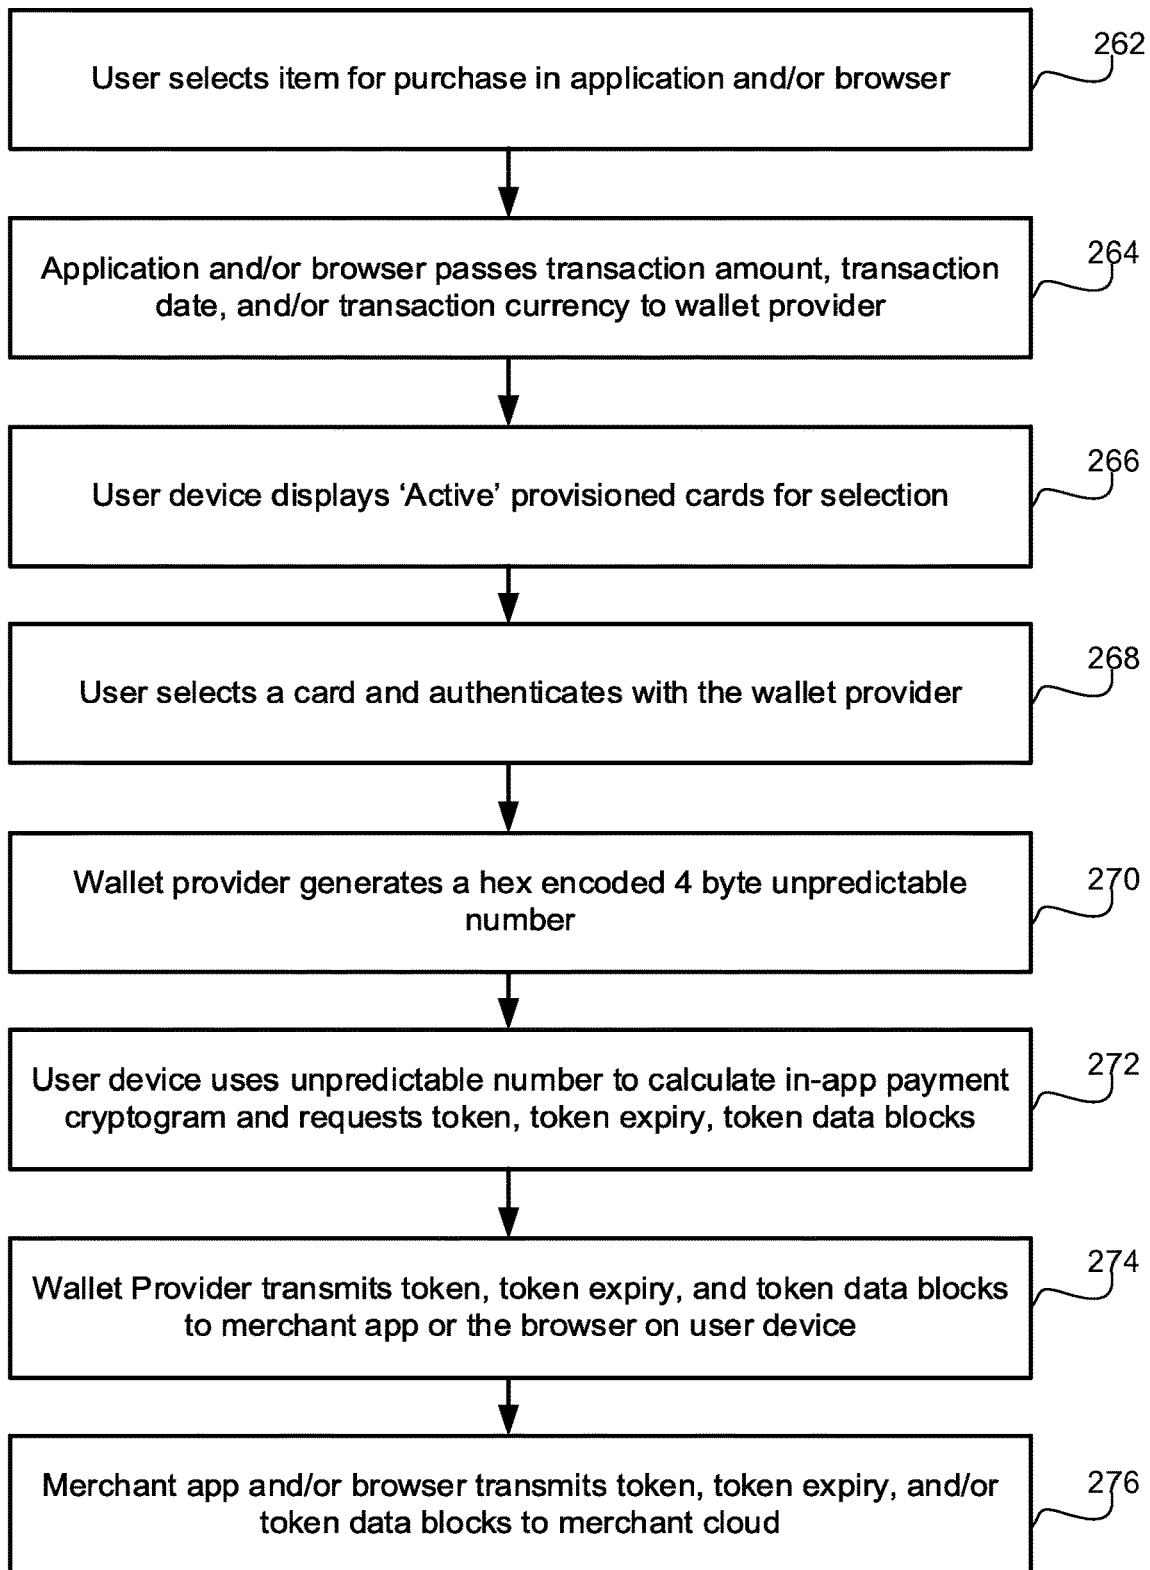 User selects item for purchase in application and/or browser
262
Application and/or browser passes transaction amount, transaction
date, and/or transaction currency to wallet provider
264
User device displays ‘Active’ provisioned cards for selection
266
User selects a card and authenticates with the wallet provider
268
Wallet provider generates a hex encoded 4 byte unpredictable
number
270
User device uses unpredictable number to calculate in-app payment
cryptogram and requests token, token expiry, token data blocks
272
Wallet Provider transmits token, token expiry, and token data blocks
to merchant app or the browser on user device
274
Merchant app and/or browser transmits token, token expiry, and/or
token data blocks to merchant cloud
276